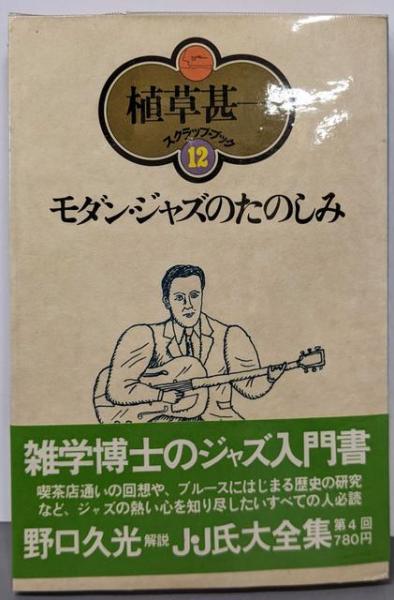 植草甚一
スクラップ・ブック
12
モダン・ジャズのたのしみ
雑学博士のジャズ入門書
喫茶店通いの回想や、ブルースにはじまる歴史の研究
など、ジャズの熱い心を知り尽したいすべての人必読
野口久光 解説 J・J氏大全集 第4回 780円